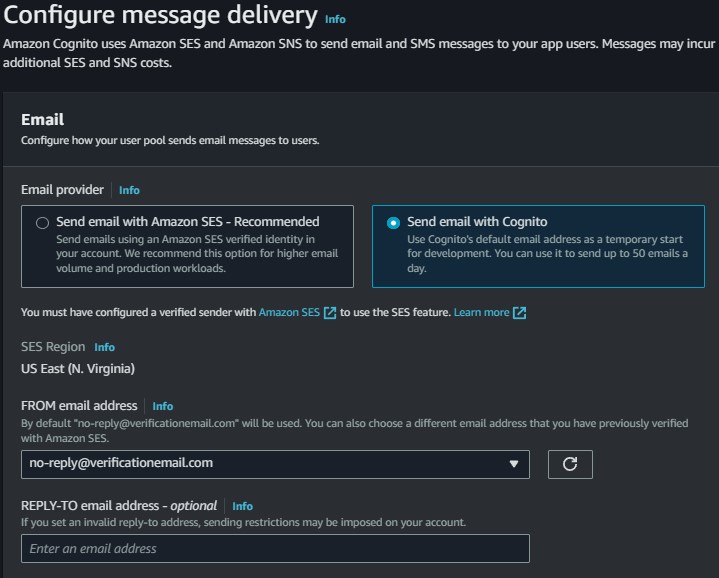 Configure message delivery Info
Amazon Cognito uses Amazon SES and Amazon SNS to send email and SMS messages to your app users. Messages may incur
additional SES and SNS costs.
Email
Configure how your user pool sends email messages to users.
Email provider Info
Send email with Amazon SES - Recommended
Send emails using an Amazon SES verified identity in
your account. We recommend this option for higher email
volume and production workloads.
Send email with Cognito
Use Cognito's default email address as a temporary start
for development. You can use it to send up to 50 emails a
day.
You must have configured a verified sender with Amazon SES to use the SES feature. Learn more
SES Region Info
US East (N. Virginia)
FROM email address Info
By default "no-reply@verificationemail.com" will be used. You can also choose a different email address that you have previously verified
with Amazon SES.
no-reply@verificationemail.com
REPLY-TO email address - optional Info
If you set an invalid reply-to address, sending restrictions may be imposed on your account.
Enter an email address